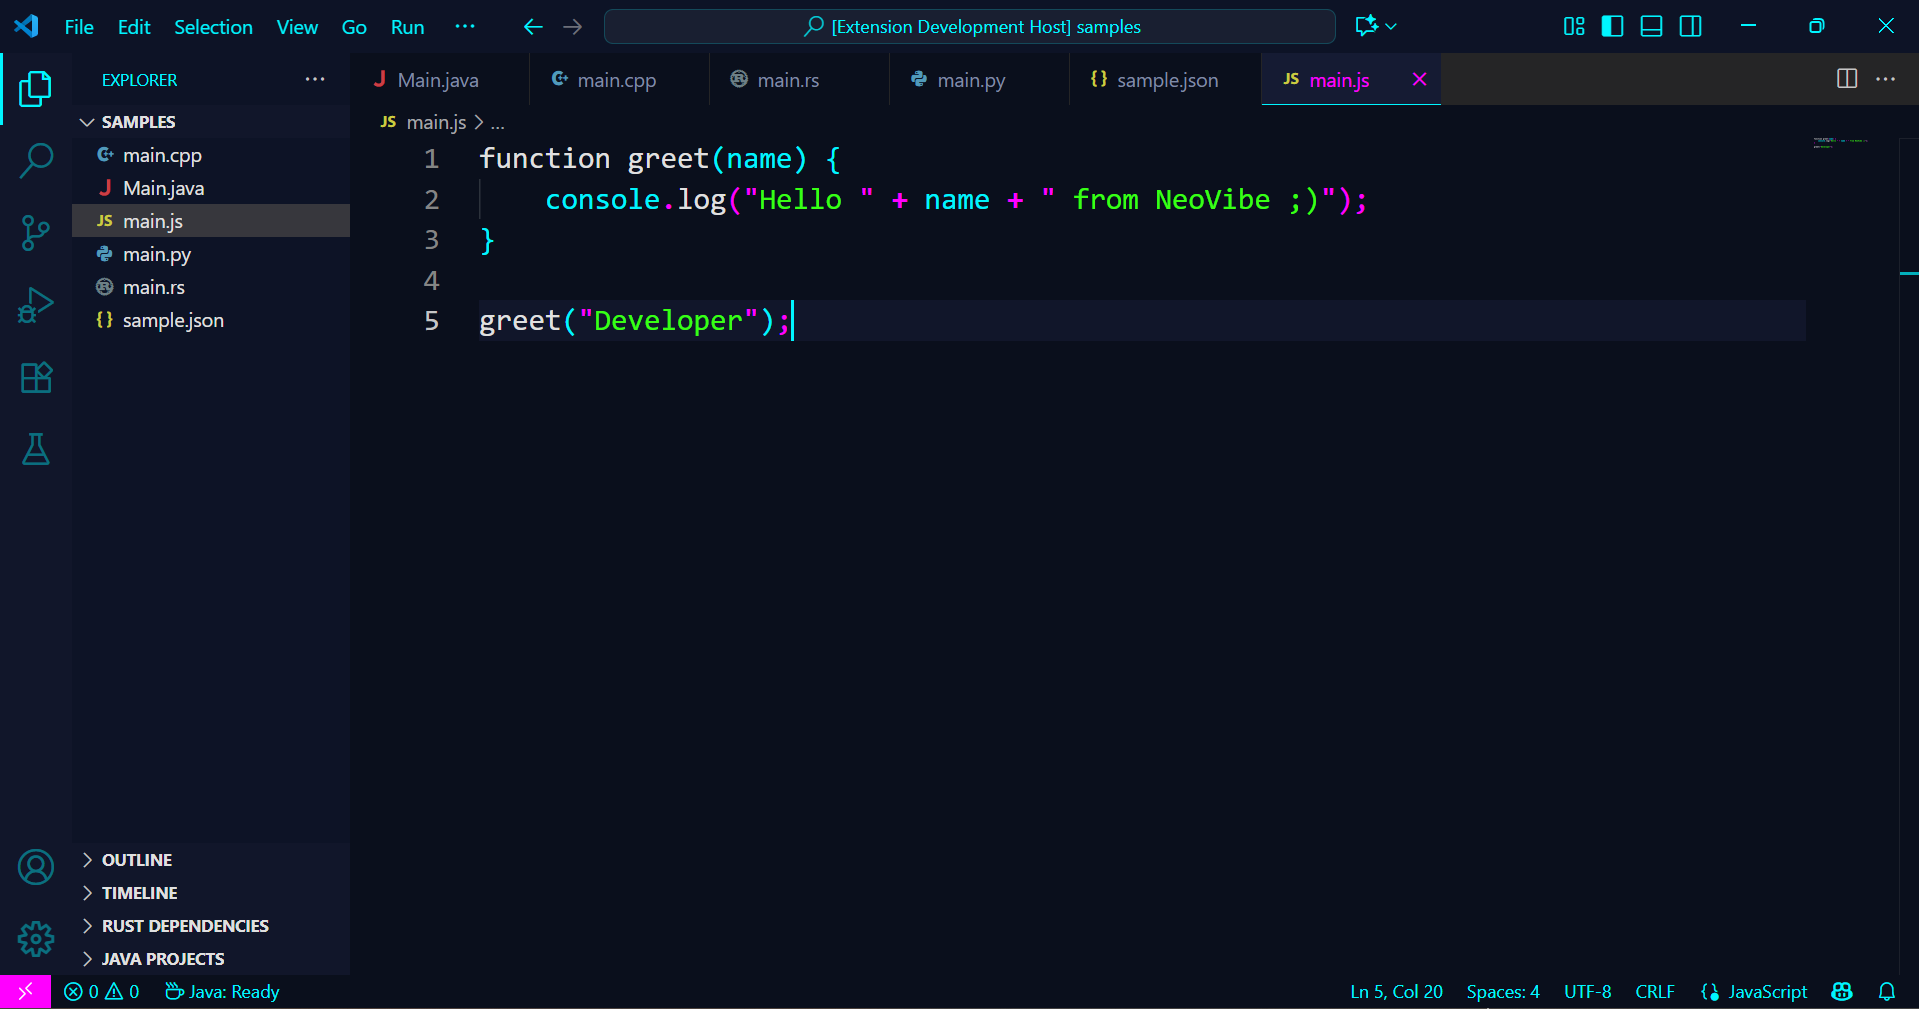 File Edit Selection View Go Run ... [Extension Development Host] samples
EXPLORER ...
Main.java main.cpp main.rs main.py sample.json main.js
SAMPLES
main.cpp
Main.java
JS main.js
main.py
main.rs
{} sample.json
OUTLINE
TIMELINE
RUST DEPENDENCIES
JAVA PROJECTS
JS main.js > ...
1 function greet(name) {
2     console.log("Hello " + name + " from NeoVibe ;)");
3 }
4
5 greet("Developer");
0 0 Java: Ready Ln 5, Col 20 Spaces: 4 UTF-8 CRLF {} JavaScript